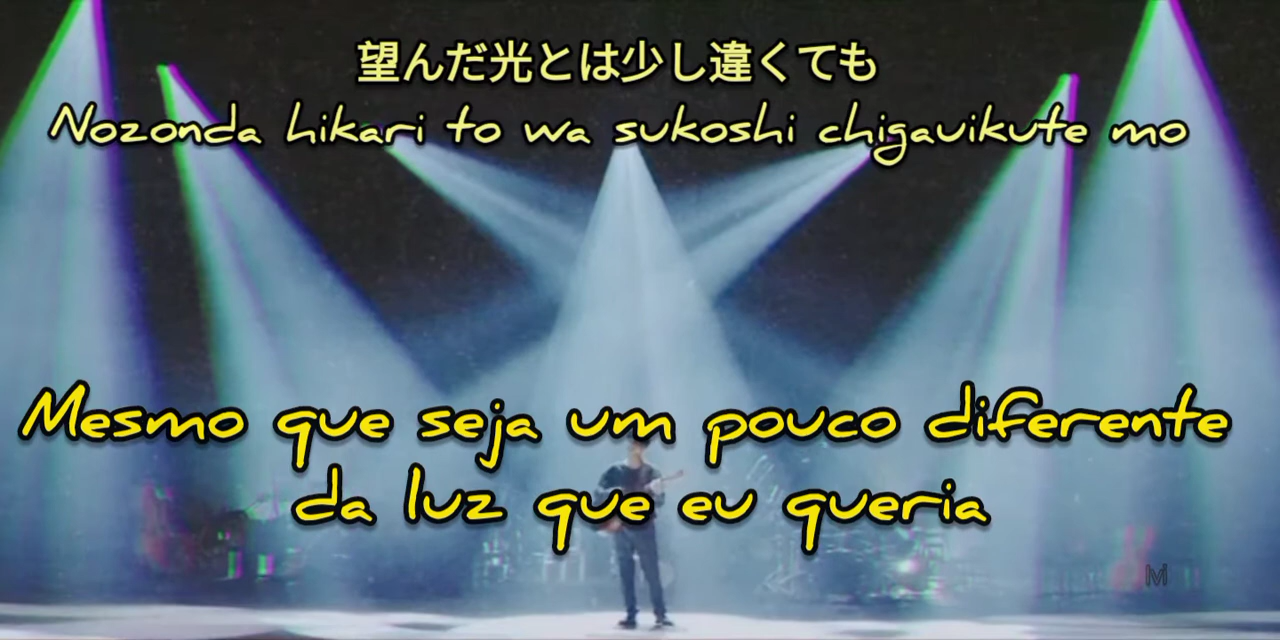 望んだ光とは少し違くても
Nozonda hikari to wa sukoshi chigauikute mo
Mesmo que seja um pouco diferente
da luz que eu queria